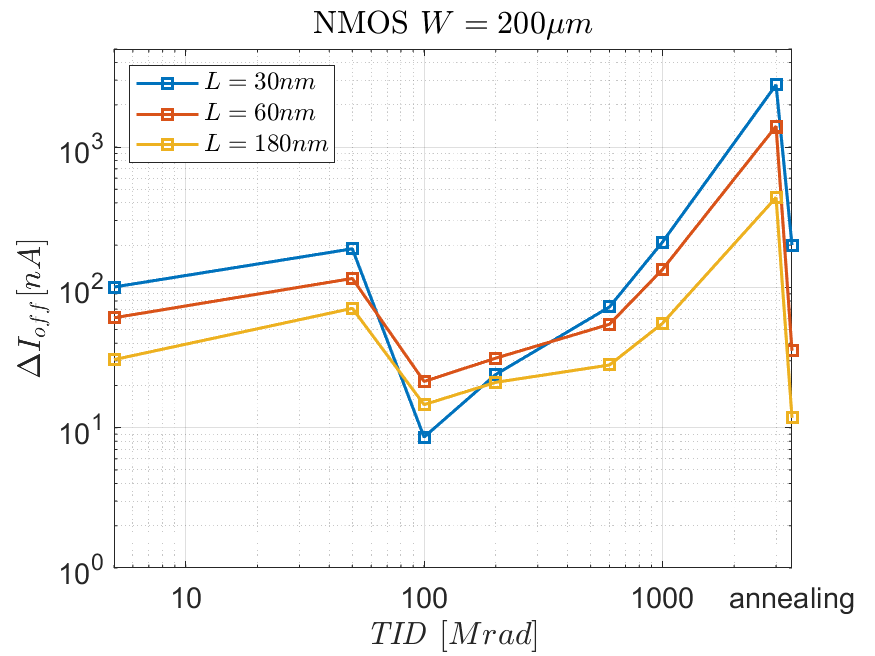 NMOS W = 200μm
L = 30nm
L = 60nm
L = 180nm
ΔI_off[nA]
10^3
10^2
10^1
10^0
10 100 1000 annealing
TID [Mrad]